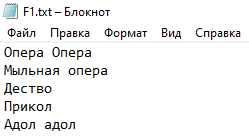 F1.txt – Блокнот
Файл Правка Формат Вид Справка
Опера Опера
Мыльная опера
Дество
Прикол
Адол адол